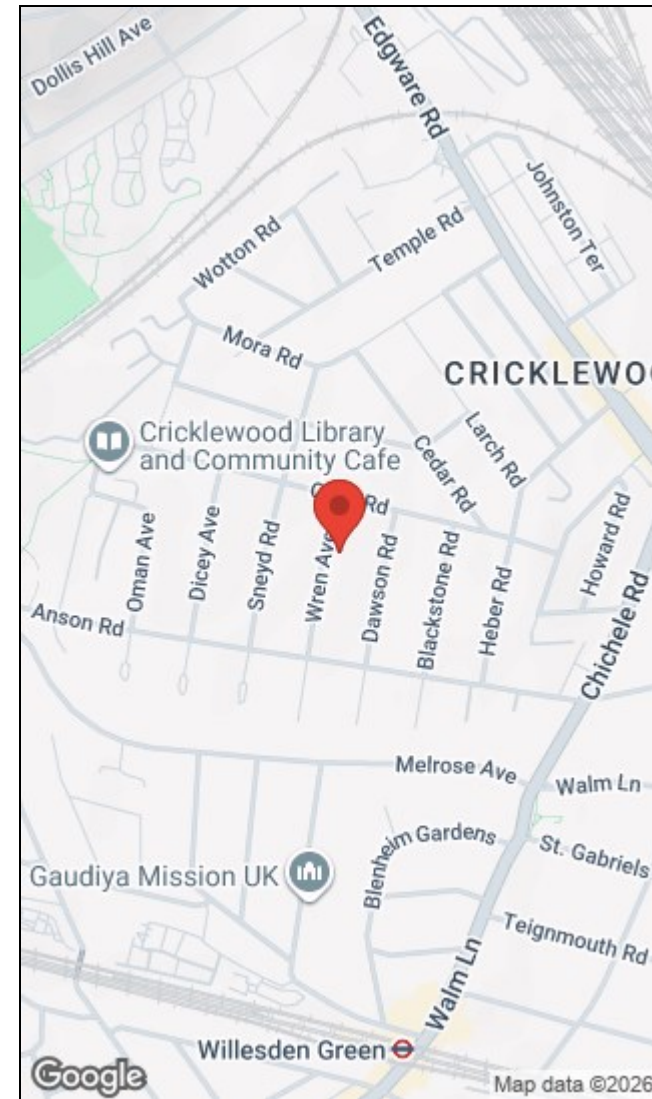 Dollis Hill Ave
Edgware Rd
Johnston Ter
Wotton Rd
Temple Rd
Mora Rd
CRICKLEWO
Cricklewood Library
and Community Cafe
Larch Rd
Cedar Rd
Rd
Howard Rd
Oman Ave
Dicey Ave
Sneyd Rd
Wren Ave
Dawson Rd
Blackstone Rd
Heber Rd
Anson Rd
Chichele Rd
Melrose Ave
Walm Ln
Blenheim Gardens
St. Gabriels
Gaudiya Mission UK
Teignmouth Rd
Walm Ln
Willesden Green
Google
Map data ©2026